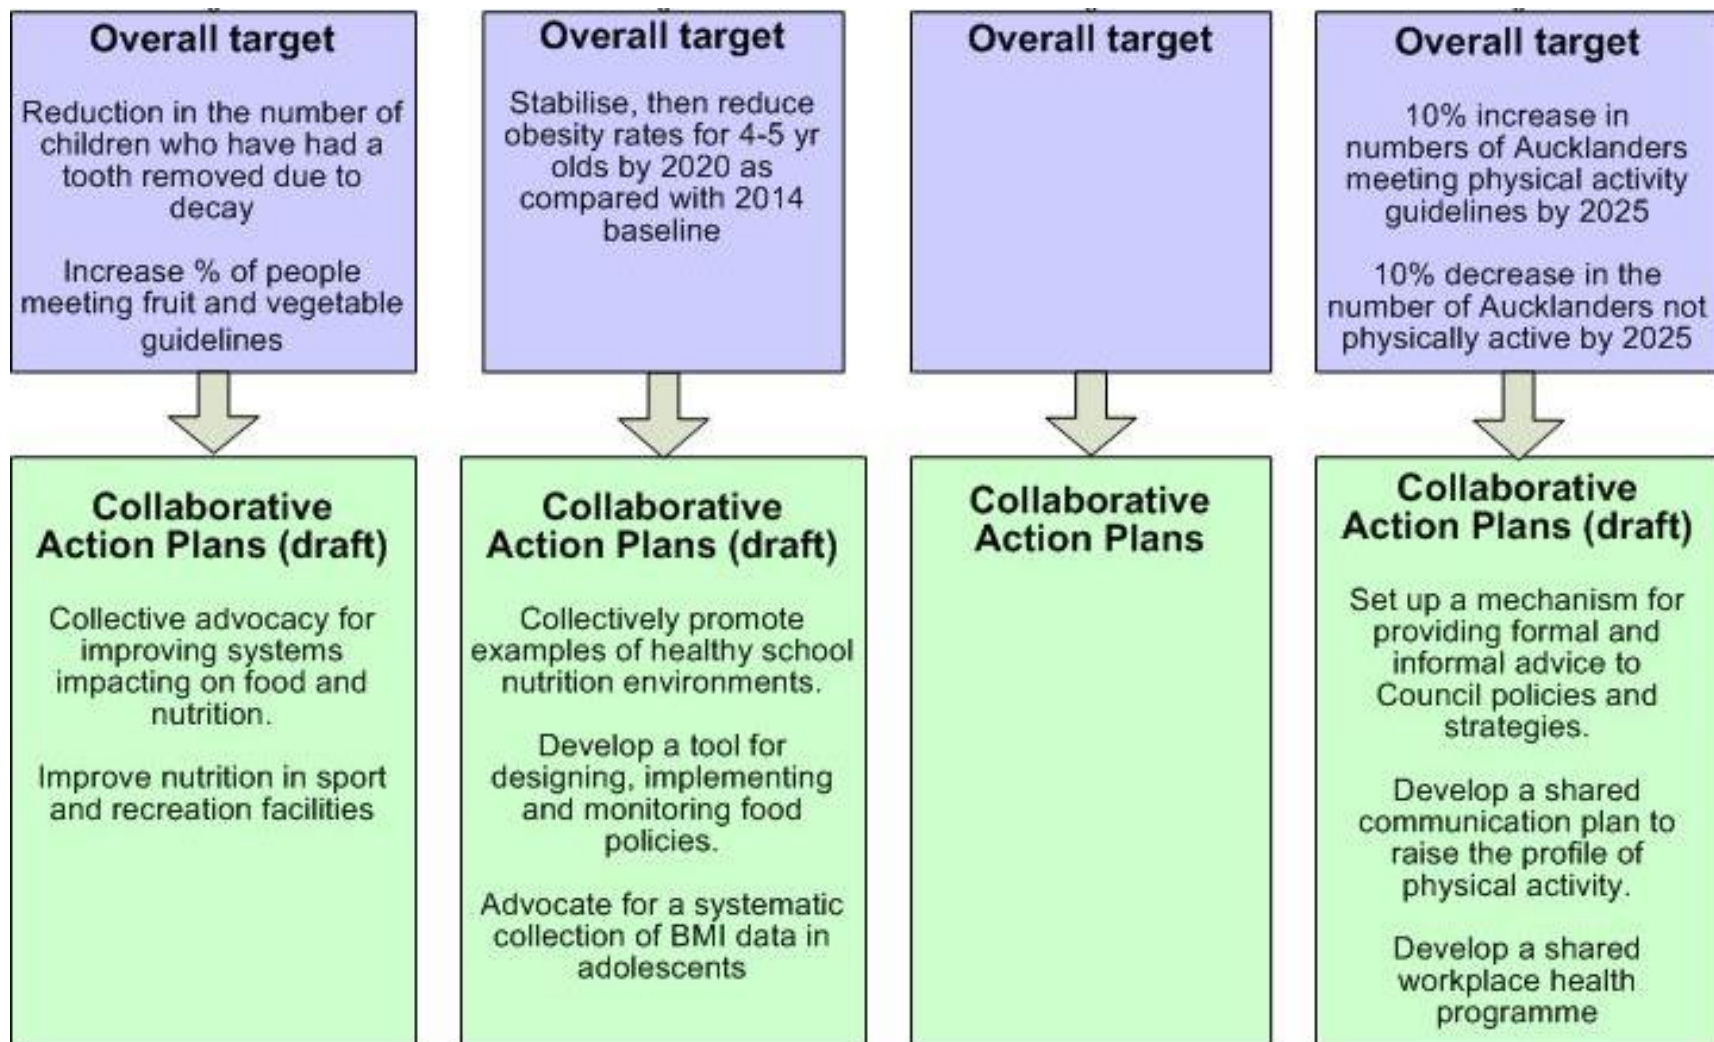 Overall target
Reduction in the number of
children who have had a
tooth removed due to
decay
Increase % of people
meeting fruit and vegetable
guidelines
Overall target
Stabilise, then reduce
obesity rates for 4-5 yr
olds by 2020 as
compared with 2014
baseline
Overall target
Overall target
10% increase in
numbers of Aucklanders
meeting physical activity
guidelines by 2025
10% decrease in the
number of Aucklanders not
physically active by 2025
Collaborative
Action Plans (draft)
Collective advocacy for
improving systems
impacting on food and
nutrition.
Improve nutrition in sport
and recreation facilities
Collaborative
Action Plans (draft)
Collectively promote
examples of healthy school
nutrition environments.
Develop a tool for
designing, implementing
and monitoring food
policies.
Advocate for a systematic
collection of BMI data in
adolescents
Collaborative
Action Plans
Collaborative
Action Plans (draft)
Set up a mechanism for
providing formal and
informal advice to
Council policies and
strategies.
Develop a shared
communication plan to
raise the profile of
physical activity.
Develop a shared
workplace health
programme